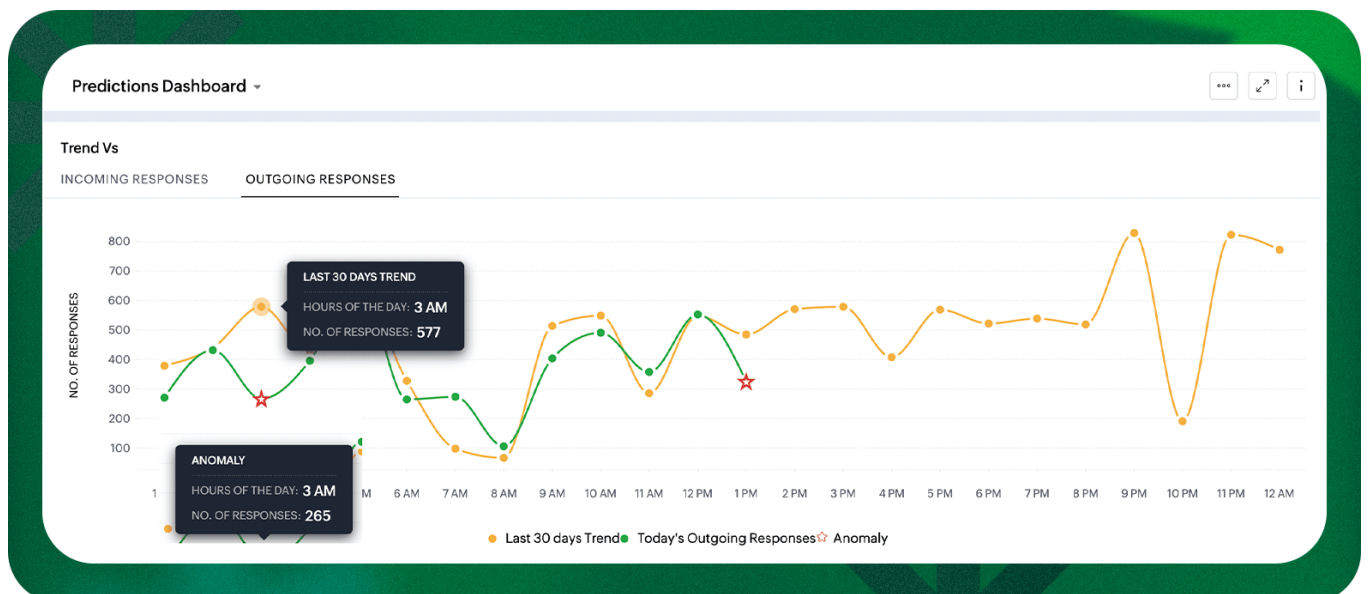 Predictions Dashboard
Trend Vs
INCOMING RESPONSES OUTGOING RESPONSES
NO. OF RESPONSES
800
700
600
500
400
300
200
100
LAST 30 DAYS TREND
HOURS OF THE DAY: 3 AM
NO. OF RESPONSES: 577
ANOMALY
HOURS OF THE DAY: 3 AM
NO. OF RESPONSES: 265
1 M 6 AM 7 AM 8 AM 9 AM 10 AM 11 AM 12 PM 1 PM 2 PM 3 PM 4 PM 5 PM 6 PM 7 PM 8 PM 9 PM 10 PM 11 PM 12 AM
Last 30 days Trend Today's Outgoing Responses Anomaly